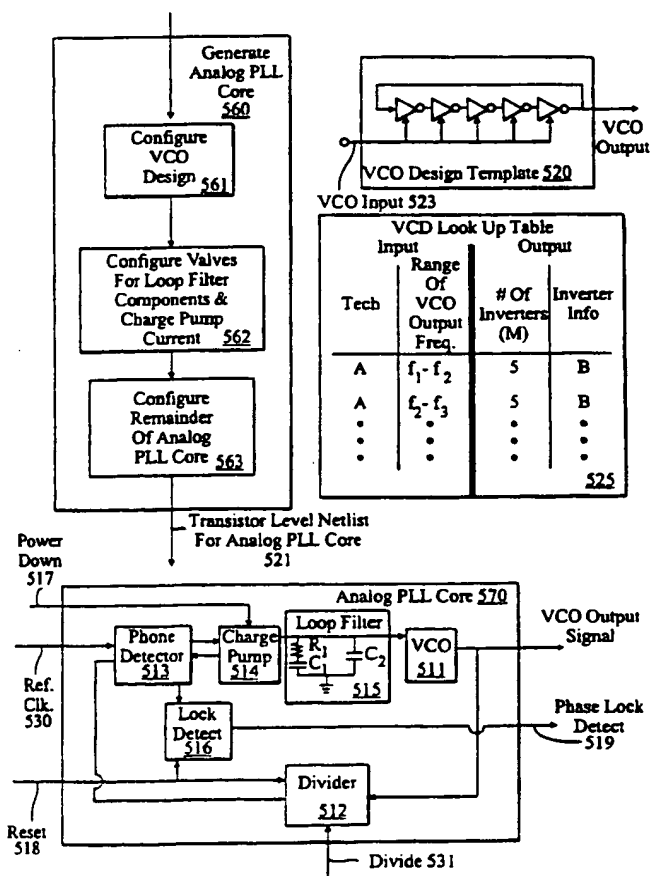 Generate
Analog PLL
Core
560
Configure
VCO
Design
561
Configure Valves
For Loop Filter
Components &
Charge Pump
Current
562
Configure
Remainder
Of Analog
PLL Core
563
Transistor Level Netlist
For Analog PLL Core
521
VCO
Output
VCO Design Template 520
VCO Input 523
VCD Look Up Table
Input
Output
Tech
Range
Of
VCO
Output
Freq.
# Of
Inverters
(M)
Inverter
Info
A f1- f2 5 B
A f2- f3 5 B
525
Power
Down
517
Analog PLL Core 570
Phone
Detector
513
Charge
Pump
514
Loop Filter
R1
C1
C2
515
VCO
511
VCO Output
Signal
Ref.
Clk.
530
Lock
Detect
516
Phase Lock
Detect
519
Divider
512
Reset
518
Divide 531